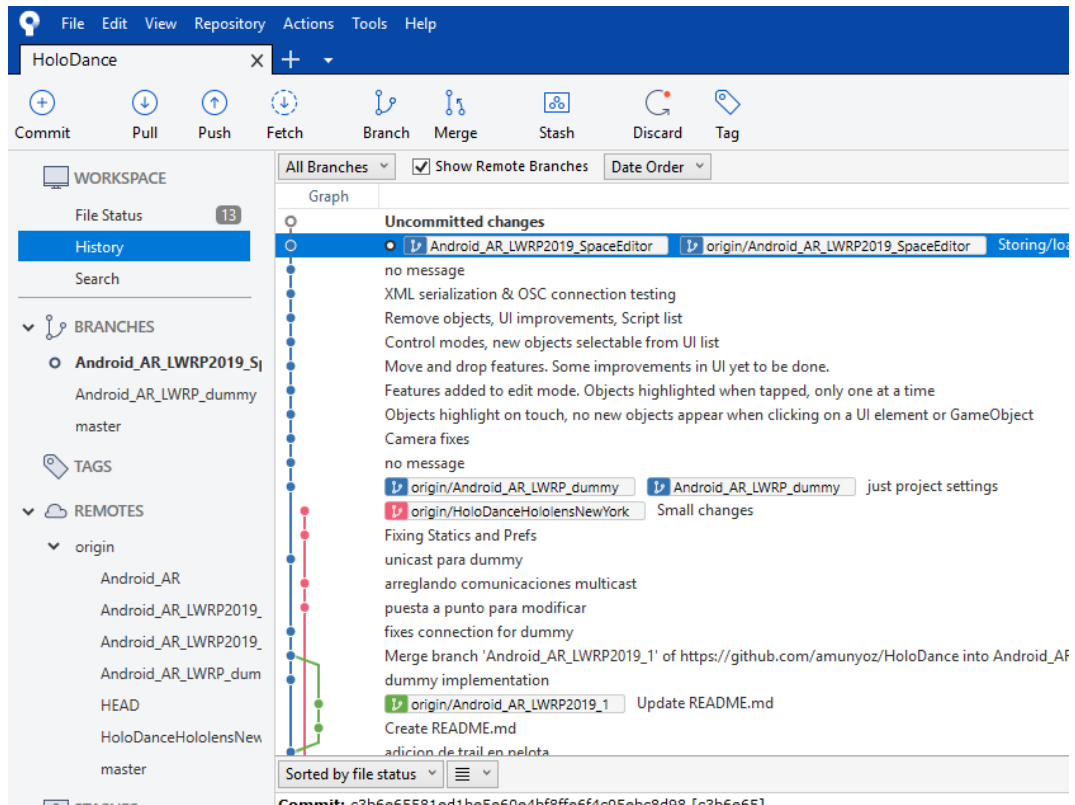 File Edit View Repository Actions Tools Help
HoloDance
Commit Pull Push Fetch Branch Merge Stash Discard Tag
WORKSPACE
File Status 13
History
Search
BRANCHES
Android_AR_LWRP2019_Sp
Android_AR_LWRP_dummy
master
TAGS
REMOTES
origin
Android_AR
Android_AR_LWRP2019_
Android_AR_LWRP2019_
Android_AR_LWRP_dum
HEAD
HoloDanceHololensNew
master
All Branches Show Remote Branches Date Order
Graph
Uncommitted changes
Android_AR_LWRP2019_SpaceEditor origin/Android_AR_LWRP2019_SpaceEditor Storing/loa
no message
XML serialization & OSC connection testing
Remove objects, UI improvements, Script list
Control modes, new objects selectable from UI list
Move and drop features. Some improvements in UI yet to be done.
Features added to edit mode. Objects highlighted when tapped, only one at a time
Objects highlight on touch, no new objects appear when clicking on a UI element or GameObject
Camera fixes
no message
origin/Android_AR_LWRP_dummy Android_AR_LWRP_dummy just project settings
origin/HoloDanceHololensNewYork Small changes
Fixing Statics and Prefs
unicast para dummy
arreglando comunicaciones multicast
puesta a punto para modificar
fixes connection for dummy
Merge branch 'Android_AR_LWRP2019_1' of https://github.com/amunyoz/HoloDance into Android_AR
dummy implementation
origin/Android_AR_LWRP2019_1 Update README.md
Create README.md
adicion de trail en pelota
Sorted by file status